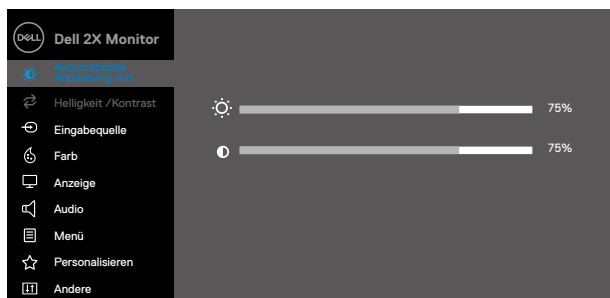 DELL
Dell 2X Monitor
Automatische
Anpassung von
Helligkeit /Kontrast
75%
Eingabequelle
Farb
75%
Anzeige
Audio
Menü
Personalisieren
Andere